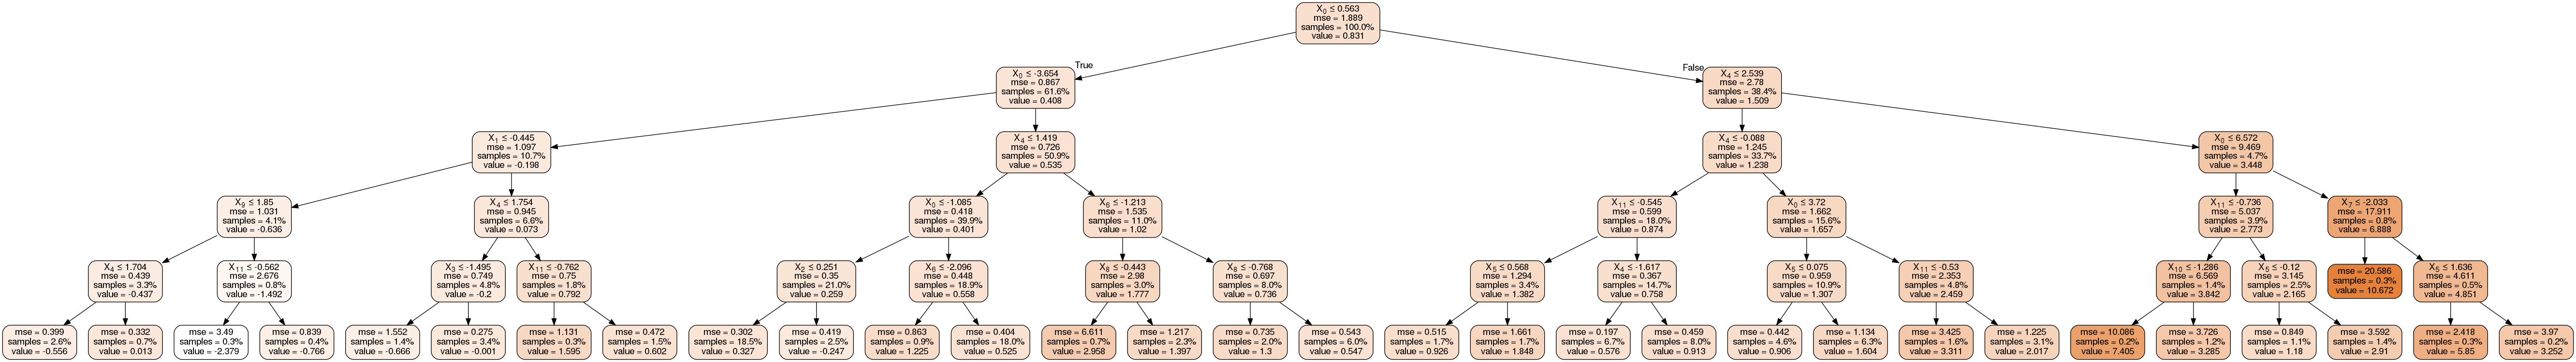 X0 ≤ 0.563
mse = 1.889
samples = 100.0%
value = 0.831
True
False
X0 ≤ -3.654
mse = 0.867
samples = 61.6%
value = 0.408
X4 ≤ 2.539
mse = 2.78
samples = 38.4%
value = 1.509
X1 ≤ -0.445
mse = 1.097
samples = 10.7%
value = -0.198
X4 ≤ 1.419
mse = 0.726
samples = 50.9%
value = 0.535
X4 ≤ -0.088
mse = 1.245
samples = 33.7%
value = 1.238
X0 ≤ 6.572
mse = 9.469
samples = 4.7%
value = 3.448
X9 ≤ 1.85
mse = 1.031
samples = 4.1%
value = -0.636
X4 ≤ 1.754
mse = 0.945
samples = 6.6%
value = 0.073
X0 ≤ -1.085
mse = 0.418
samples = 39.9%
value = 0.401
X6 ≤ -1.213
mse = 1.535
samples = 11.0%
value = 1.02
X11 ≤ -0.545
mse = 0.599
samples = 18.0%
value = 0.874
X0 ≤ 3.72
mse = 1.662
samples = 15.6%
value = 1.657
X11 ≤ -0.736
mse = 5.037
samples = 3.9%
value = 2.773
X7 ≤ -2.033
mse = 17.911
samples = 0.8%
value = 6.888
X4 ≤ 1.704
mse = 0.439
samples = 3.3%
value = -0.437
X11 ≤ -0.562
mse = 2.676
samples = 0.8%
value = -1.492
X3 ≤ -1.495
mse = 0.749
samples = 4.8%
value = -0.2
X11 ≤ -0.762
mse = 0.75
samples = 1.8%
value = 0.792
X2 ≤ 0.251
mse = 0.35
samples = 21.0%
value = 0.259
X6 ≤ -2.096
mse = 0.448
samples = 18.9%
value = 0.558
X8 ≤ -0.443
mse = 2.98
samples = 3.0%
value = 1.777
X8 ≤ -0.768
mse = 0.697
samples = 8.0%
value = 0.736
X5 ≤ 0.568
mse = 1.294
samples = 3.4%
value = 1.382
X4 ≤ -1.617
mse = 0.367
samples = 14.7%
value = 0.758
X5 ≤ 0.075
mse = 0.959
samples = 10.9%
value = 1.307
X11 ≤ -0.53
mse = 2.353
samples = 4.8%
value = 2.459
X10 ≤ -1.286
mse = 6.569
samples = 1.4%
value = 3.842
X5 ≤ -0.12
mse = 3.145
samples = 2.5%
value = 2.165
mse = 20.586
samples = 0.3%
value = 10.672
X5 ≤ 1.636
mse = 4.611
samples = 0.5%
value = 4.851
mse = 0.399
samples = 2.6%
value = -0.556
mse = 0.332
samples = 0.7%
value = 0.013
mse = 3.49
samples = 0.3%
value = -2.379
mse = 0.839
samples = 0.4%
value = -0.766
mse = 1.552
samples = 1.4%
value = -0.666
mse = 0.275
samples = 3.4%
value = -0.001
mse = 1.131
samples = 0.3%
value = 1.595
mse = 0.472
samples = 1.5%
value = 0.602
mse = 0.302
samples = 18.5%
value = 0.327
mse = 0.419
samples = 2.5%
value = -0.247
mse = 0.863
samples = 0.9%
value = 1.225
mse = 0.404
samples = 18.0%
value = 0.525
mse = 6.611
samples = 0.7%
value = 2.958
mse = 1.217
samples = 2.3%
value = 1.397
mse = 0.735
samples = 2.0%
value = 1.3
mse = 0.543
samples = 6.0%
value = 0.547
mse = 0.515
samples = 1.7%
value = 0.926
mse = 1.661
samples = 1.7%
value = 1.848
mse = 0.197
samples = 6.7%
value = 0.576
mse = 0.459
samples = 8.0%
value = 0.913
mse = 0.442
samples = 4.6%
value = 0.906
mse = 1.134
samples = 6.3%
value = 1.604
mse = 3.425
samples = 1.6%
value = 3.311
mse = 1.225
samples = 3.1%
value = 2.017
mse = 10.086
samples = 0.2%
value = 7.405
mse = 3.726
samples = 1.2%
value = 3.285
mse = 0.849
samples = 1.1%
value = 1.18
mse = 3.592
samples = 1.4%
value = 2.91
mse = 2.418
samples = 0.3%
value = 5.85
mse = 3.97
samples = 0.2%
value = 3.252